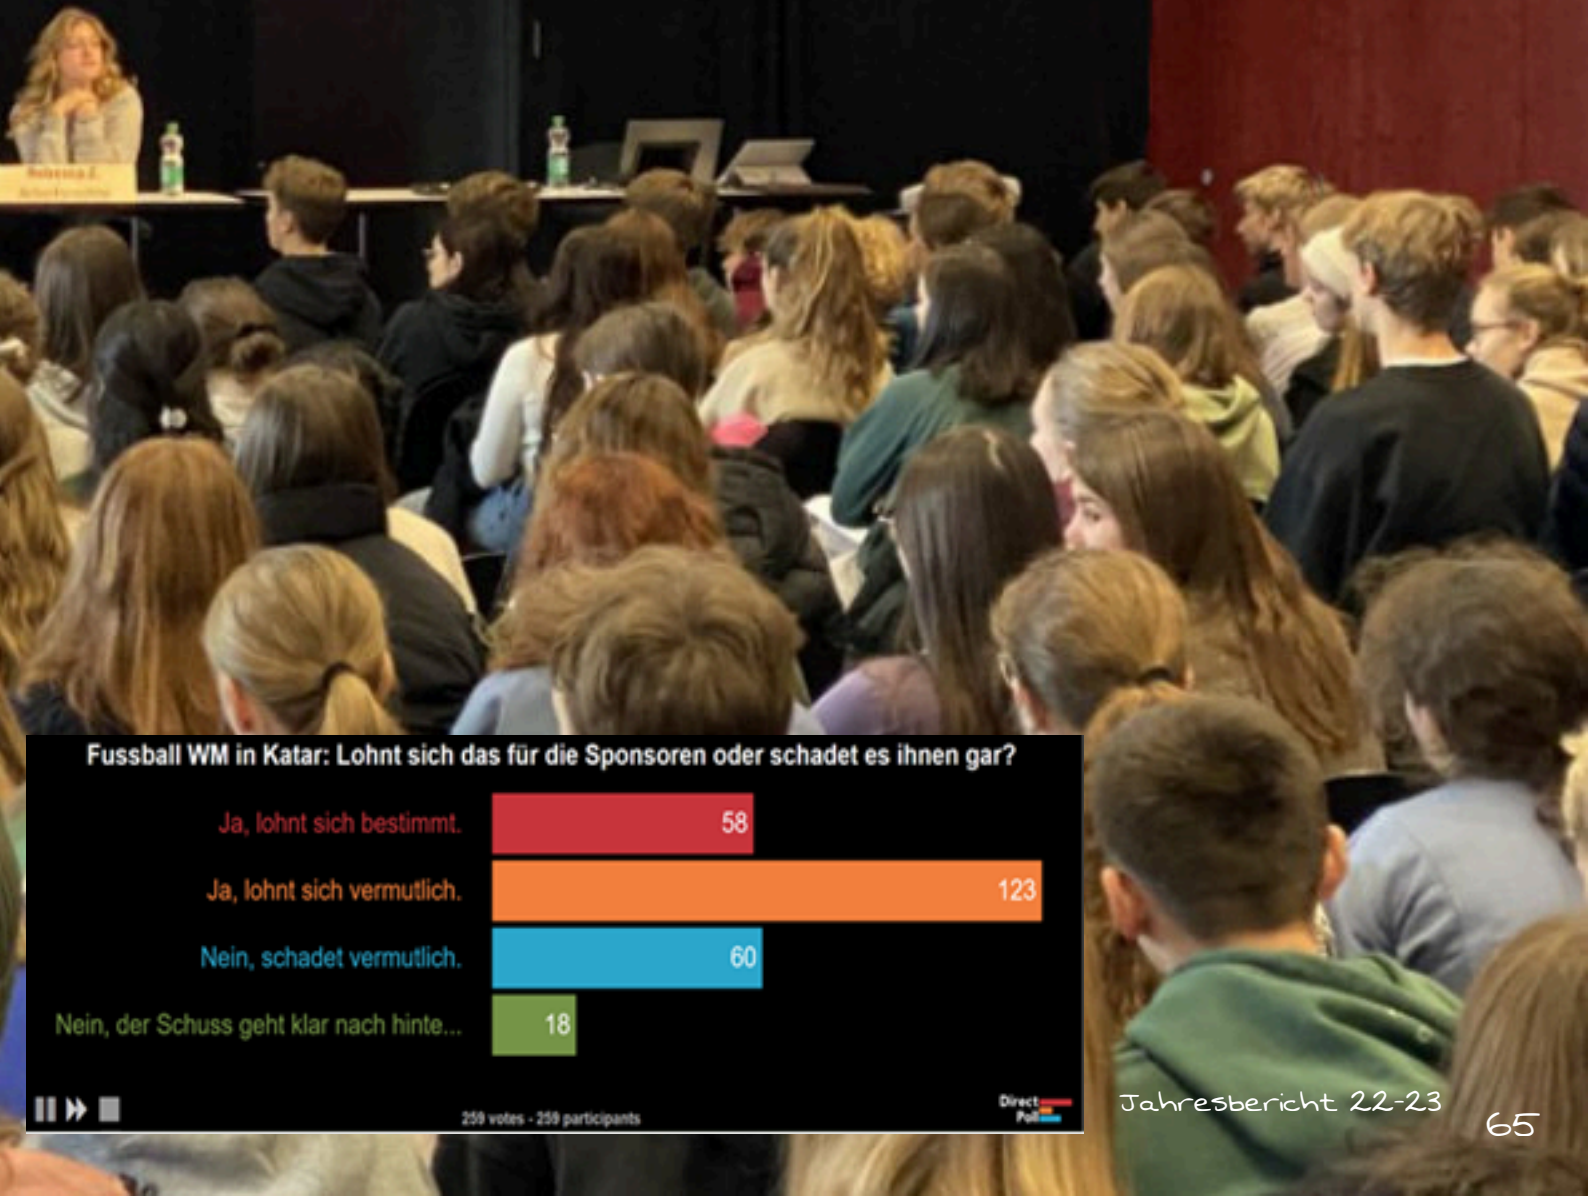 Rebecca Z.
Fussball WM in Katar: Lohnt sich das für die Sponsoren oder schadet es ihnen gar?
Ja, lohnt sich bestimmt. 58
Ja, lohnt sich vermutlich. 123
Nein, schadet vermutlich. 60
Nein, der Schuss geht klar nach hinte... 18
259 votes - 259 participants
Direct
Poll
Jahresbericht 22-23
65